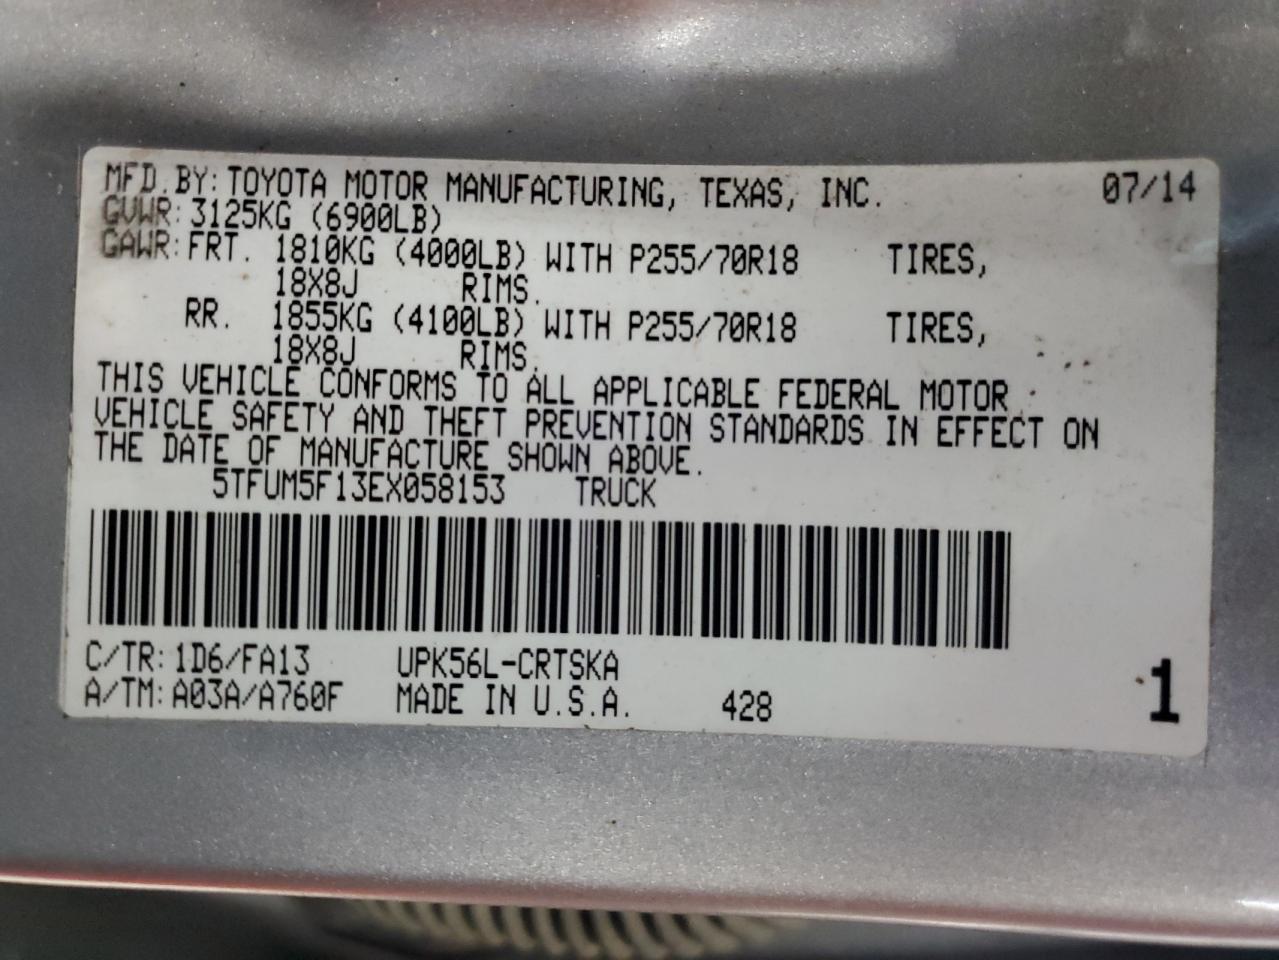 MFD. BY: TOYOTA MOTOR MANUFACTURING, TEXAS, INC. 07/14
GVWR: 3125KG (6900LB)
GAWR: FRT. 1810KG (4000LB) WITH P255/70R18 TIRES,
18X8J RIMS.
RR. 1855KG (4100LB) WITH P255/70R18 TIRES,
18X8J RIMS.
THIS VEHICLE CONFORMS TO ALL APPLICABLE FEDERAL MOTOR
VEHICLE SAFETY AND THEFT PREVENTION STANDARDS IN EFFECT ON
THE DATE OF MANUFACTURE SHOWN ABOVE.
5TFUM5F13EX058153 TRUCK
C/TR: 1D6/FA13 UPK56L-CRTSKA
A/TM: A03A/A760F MADE IN U.S.A. 428
1